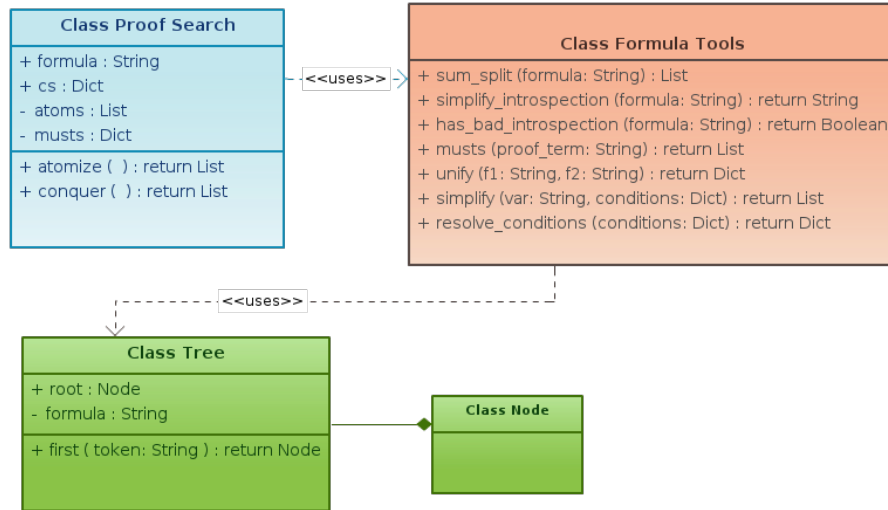 Class Proof Search
+ formula : String
+ cs : Dict
- atoms : List
- musts : Dict
+ atomize ( ) : return List
+ conquer ( ) : return List
<<uses>>
Class Formula Tools
+ sum_split (formula: String) : List
+ simplify_introspection (formula: String) : return String
+ has_bad_introspection (formula: String) : return Boolean
+ musts (proof_term: String) : return List
+ unify (f1: String, f2: String) : return Dict
+ simplify (var: String, conditions: Dict) : return List
+ resolve_conditions (conditions: Dict) : return Dict
<<uses>>
Class Tree
+ root : Node
- formula : String
+ first ( token: String ) : return Node
Class Node